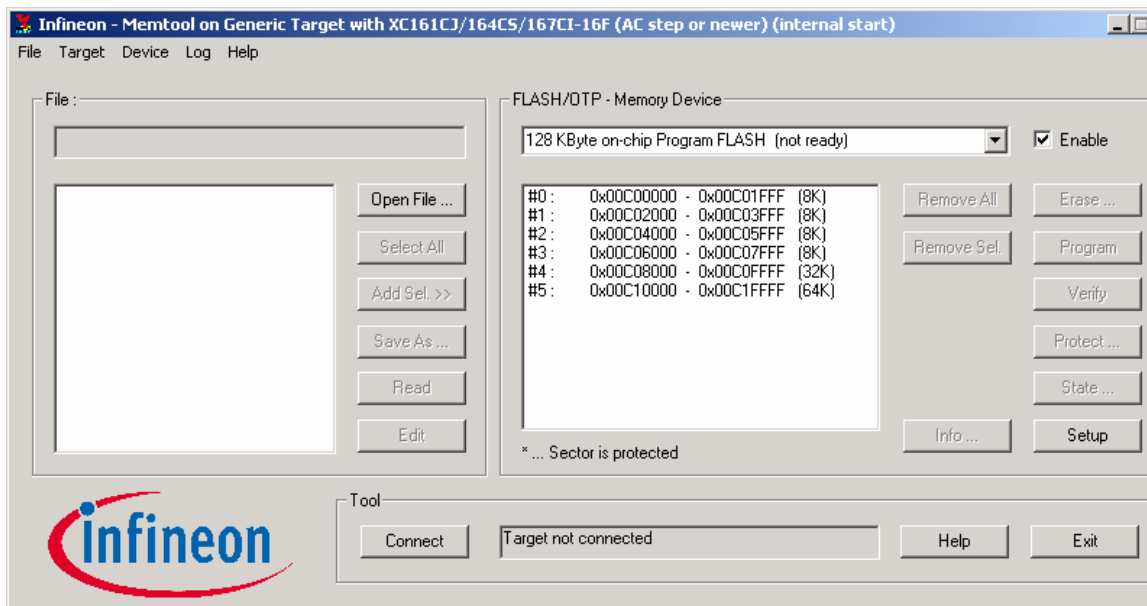 Infineon - Memtool on Generic Target with XC161CJ/164CS/167CI-16F (AC step or newer) (internal start)
File Target Device Log Help
File :
Open File ...
Select All
Add Sel. >>
Save As ...
Read
Edit
FLASH/OTP - Memory Device
128 KByte on-chip Program FLASH (not ready)
Enable
#0 : 0x00C00000 - 0x00C01FFF (8K)
#1 : 0x00C02000 - 0x00C03FFF (8K)
#2 : 0x00C04000 - 0x00C05FFF (8K)
#3 : 0x00C06000 - 0x00C07FFF (8K)
#4 : 0x00C08000 - 0x00C0FFFF (32K)
#5 : 0x00C10000 - 0x00C1FFFF (64K)
* ... Sector is protected
Remove All
Remove Sel.
Info ...
Erase ...
Program
Verify
Protect ...
State ...
Setup
infineon
Tool
Connect
Target not connected
Help
Exit